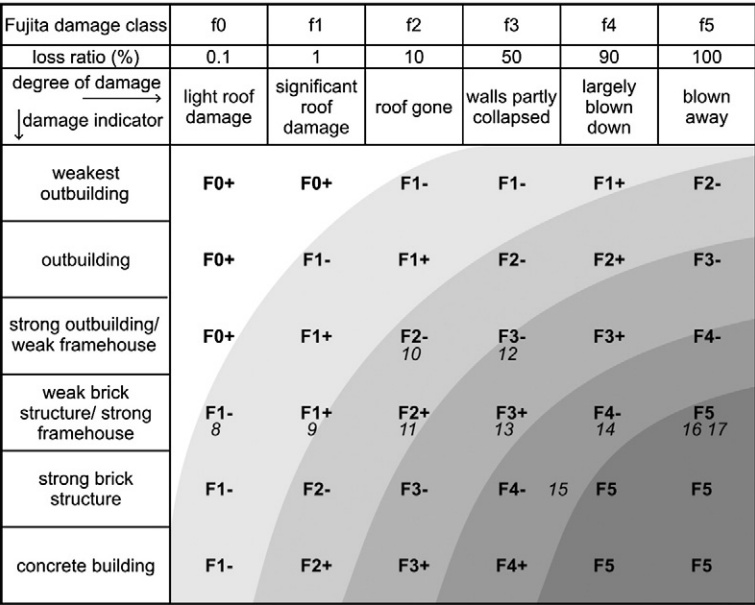 Fujita damage class f0 f1 f2 f3 f4 f5
loss ratio (%) 0.1 1 10 50 90 100
degree of damage
damage indicator
light roof
damage
significant
roof
damage
roof gone
walls partly
collapsed
largely
blown
down
blown
away
weakest
outbuilding
F0+ F0+ F1- F1- F1+ F2-
outbuilding F0+ F1- F1+ F2- F2+ F3-
strong outbuilding/
weak framehouse
F0+ F1+ F2- F3- F3+ F4-
10 12
weak brick
structure/ strong
framehouse
F1- F1+ F2+ F3+ F4- F5
8 9 11 13 14 16 17
strong brick
structure
F1- F2- F3- F4- 15 F5 F5
concrete building F1- F2+ F3+ F4+ F5 F5